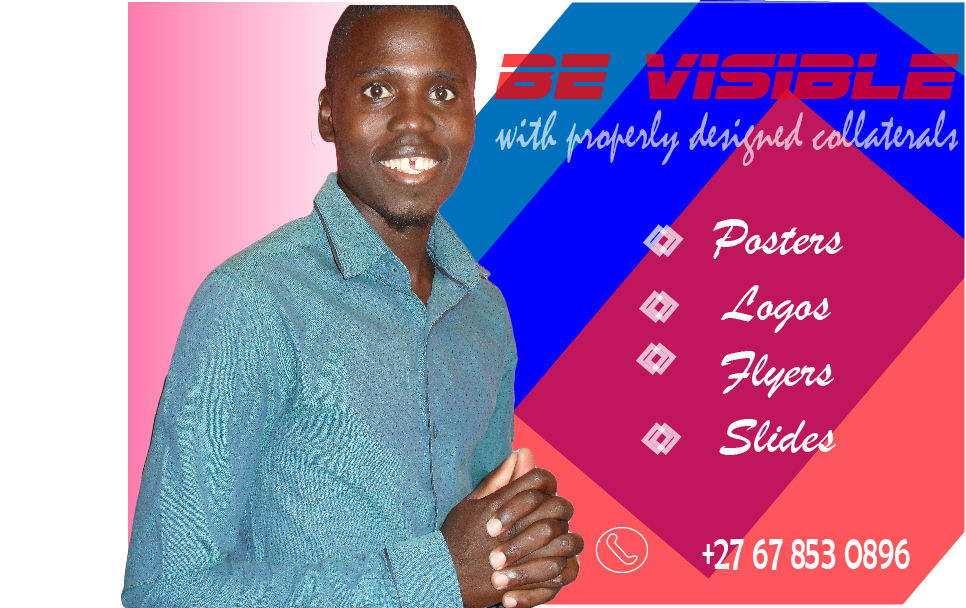 BE VISIBLE
with properly designed collaterals
Posters
Logos
Flyers
Slides
+27 67 853 0896